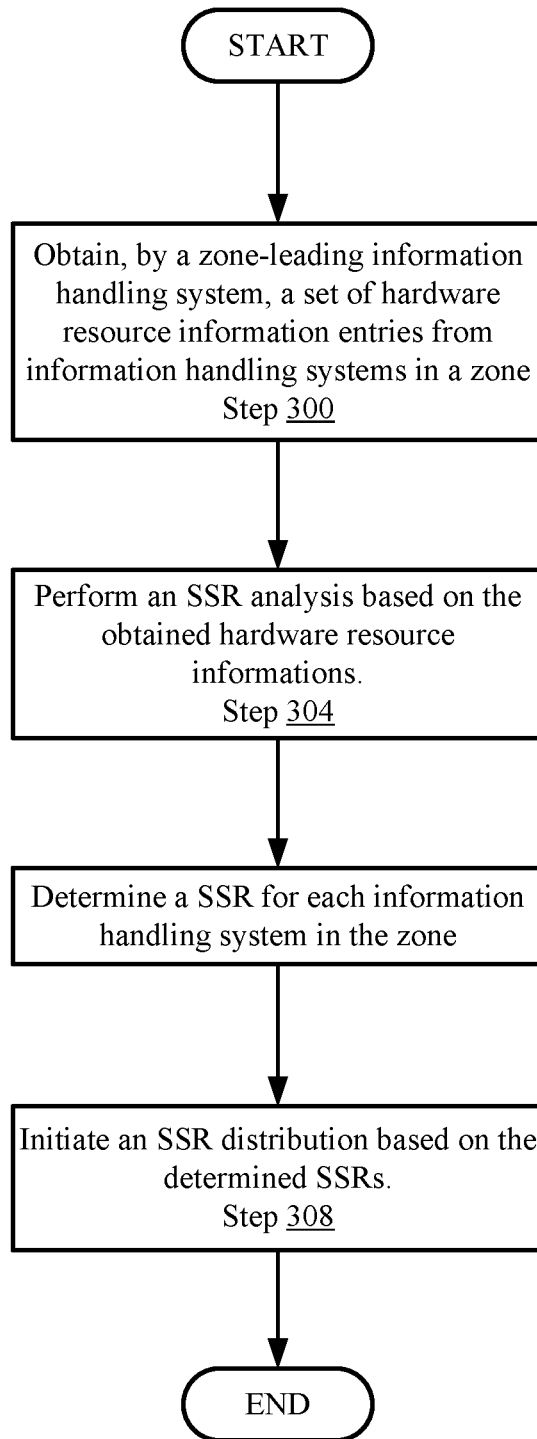 START
Obtain, by a zone-leading information
handling system, a set of hardware
resource information entries from
information handling systems in a zone
Step 300
Perform an SSR analysis based on the
obtained hardware resource
informations.
Step 304
Determine a SSR for each information
handling system in the zone
Initiate an SSR distribution based on the
determined SSRs.
Step 308
END